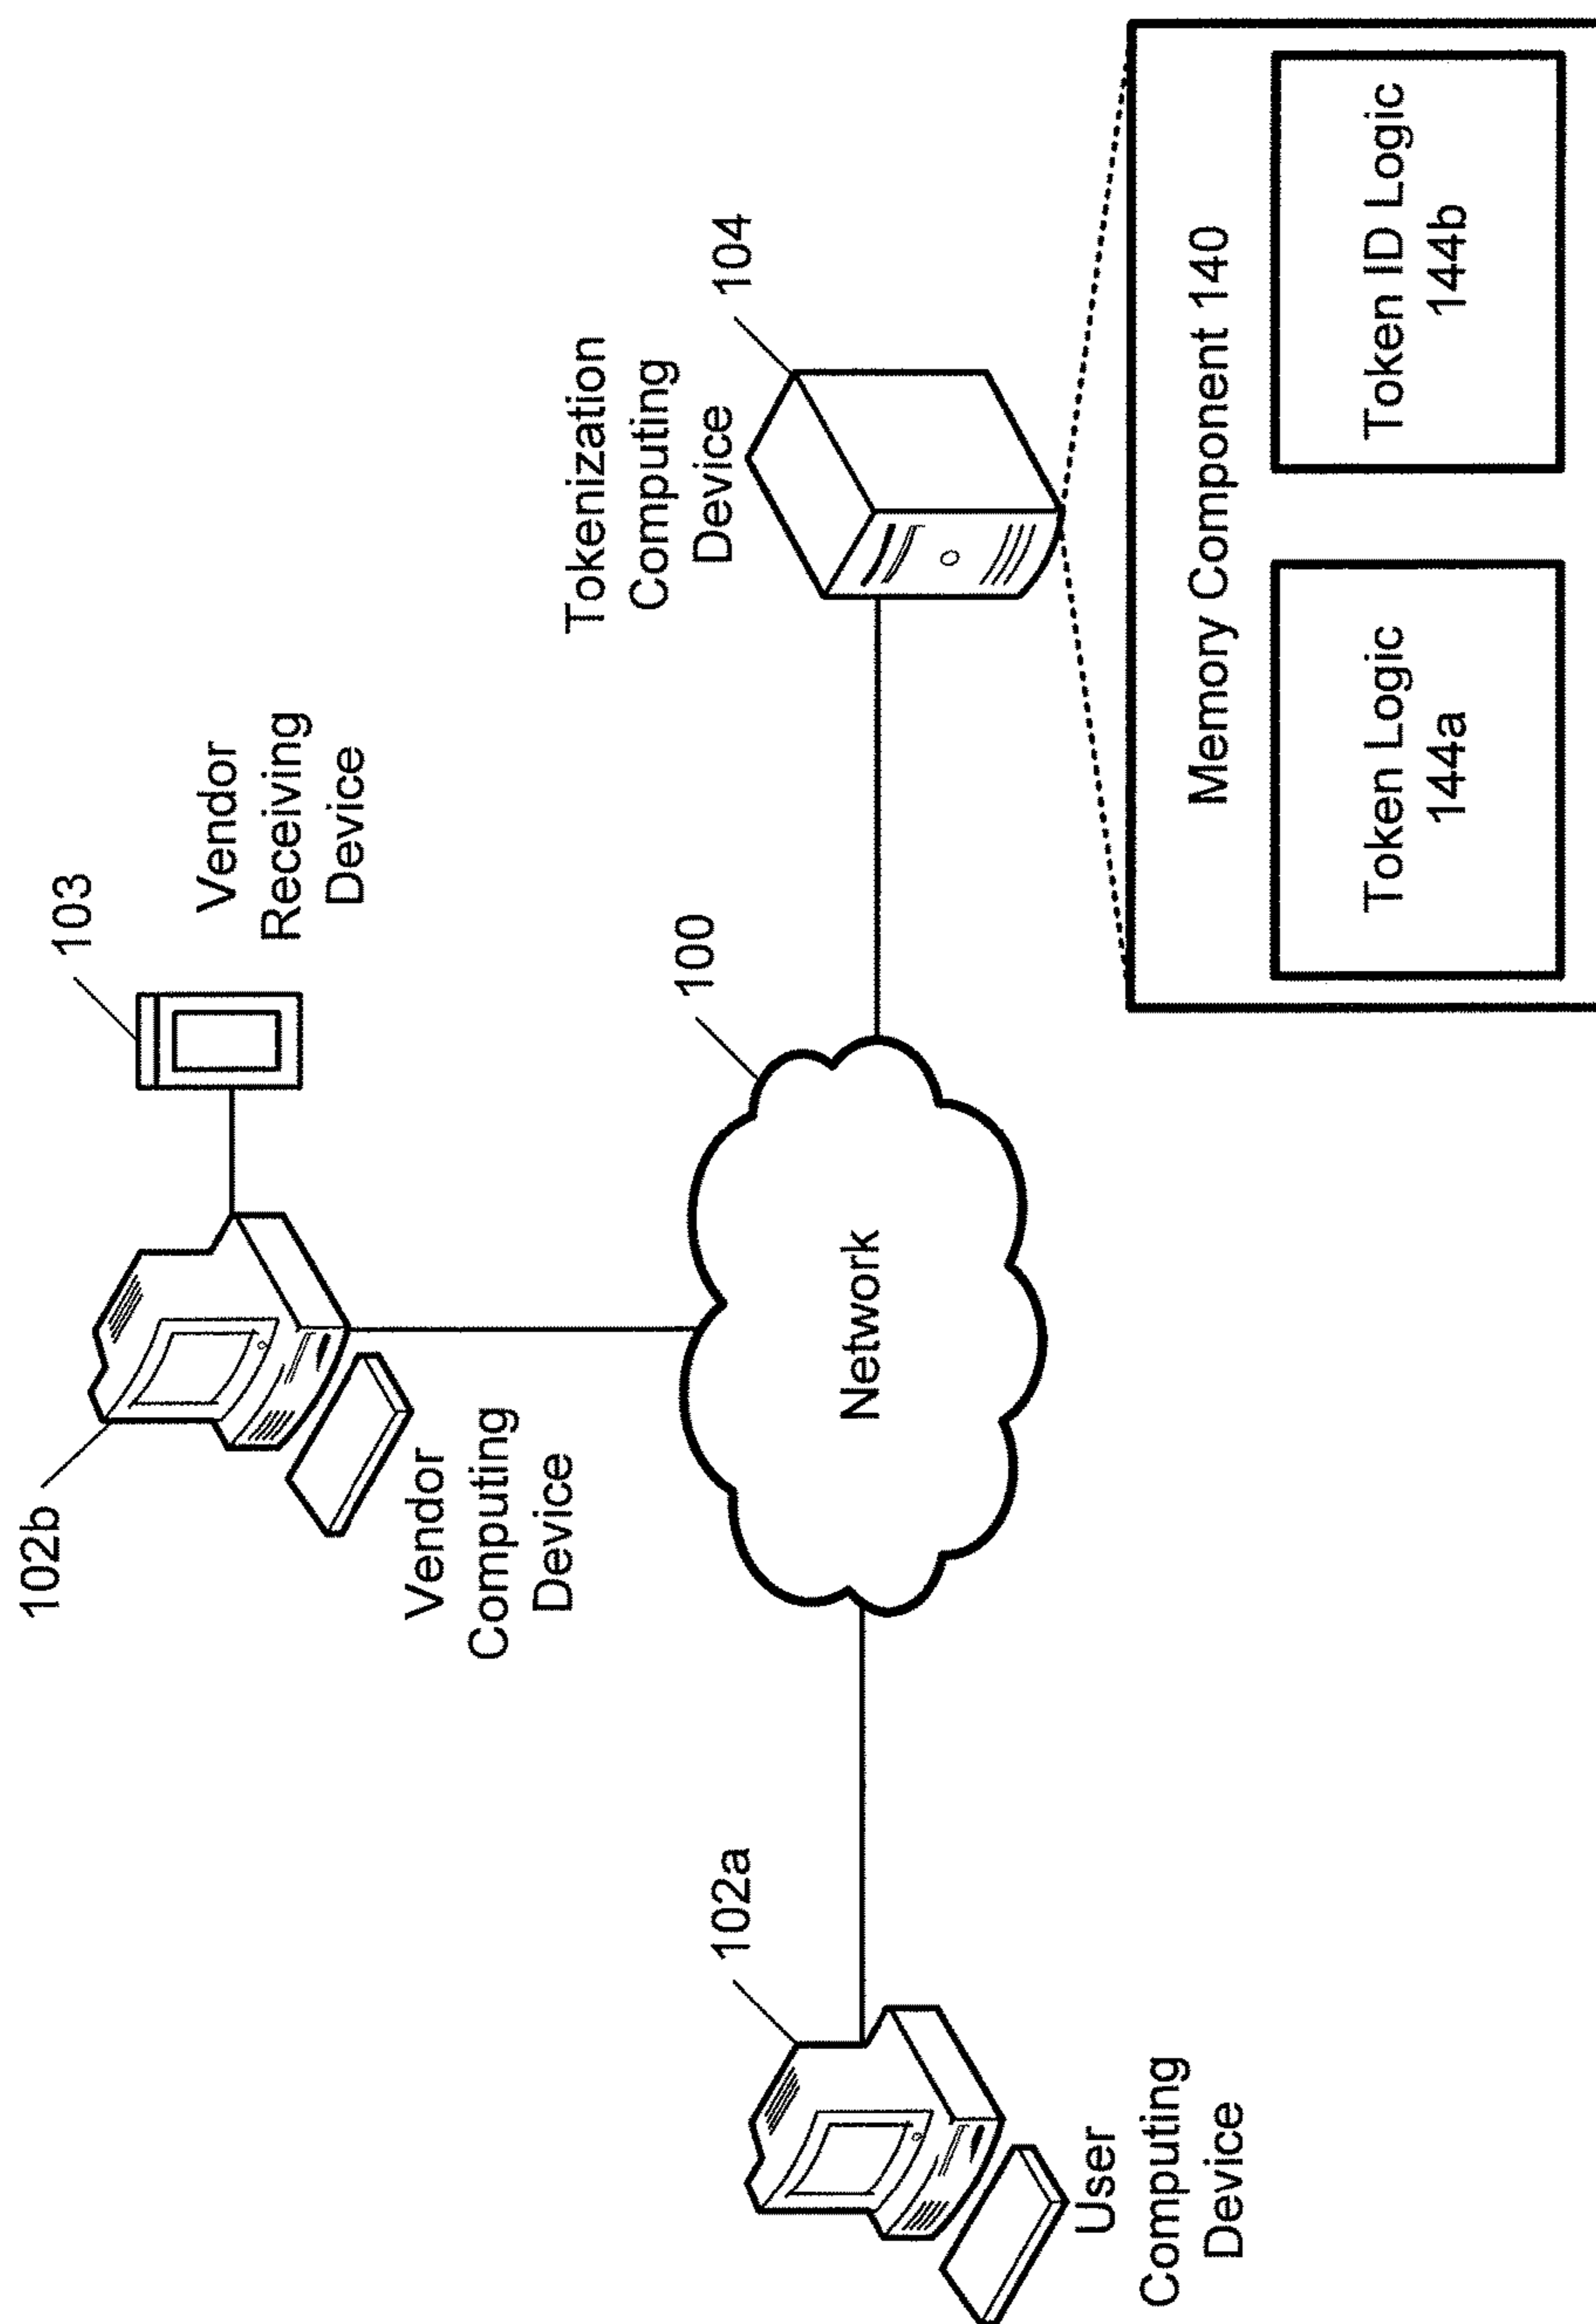 102b
103
Vendor
Receiving
Device
Vendor
Computing
Device
Tokenization
Computing
Device
104
100
102a
Network
User
Computing
Device
Memory Component 140
Token Logic
144a
Token ID Logic
144b